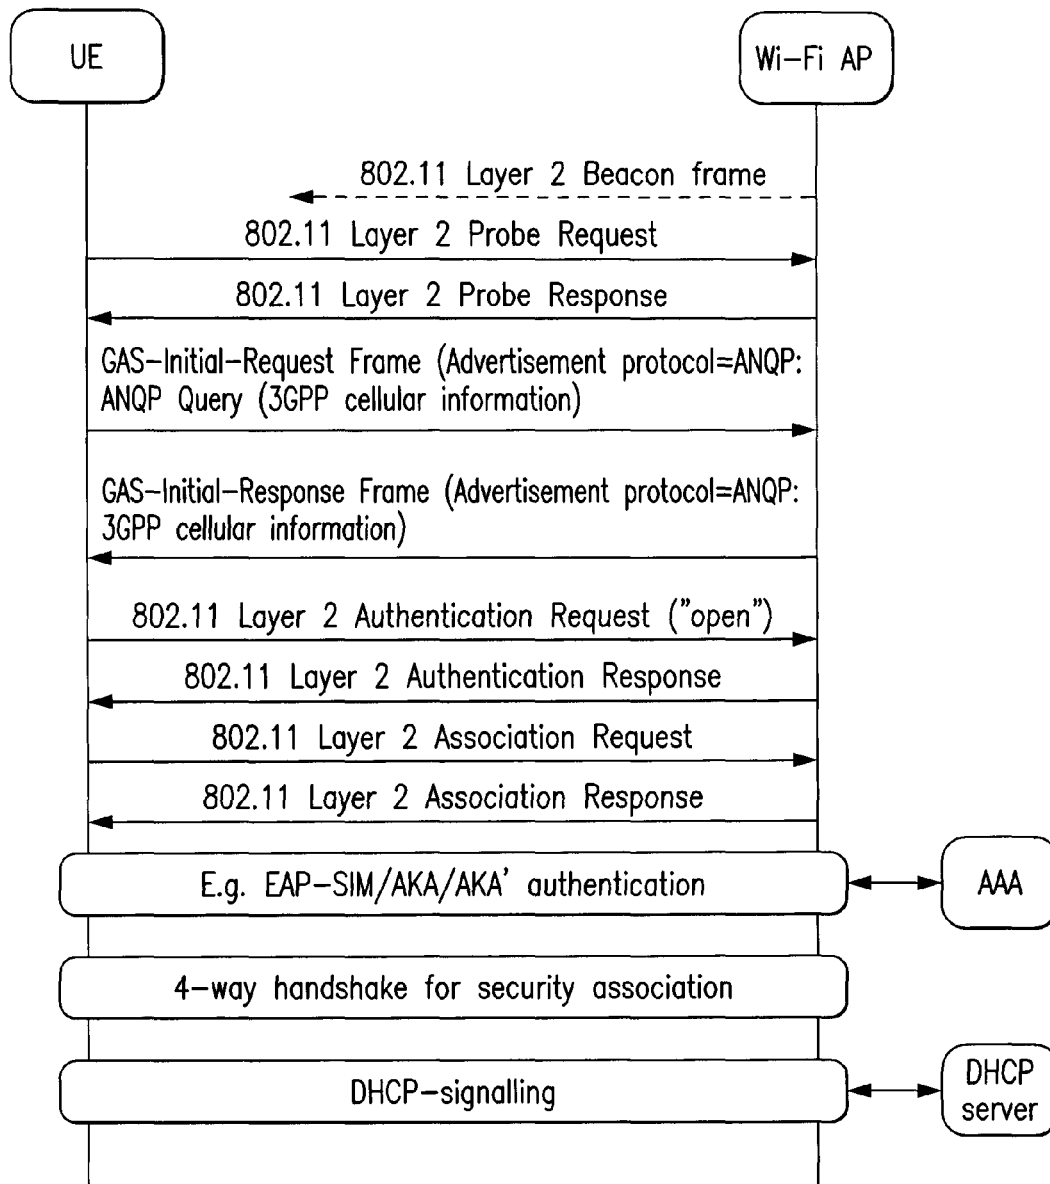 UE
Wi-Fi AP
802.11 Layer 2 Beacon frame
802.11 Layer 2 Probe Request
802.11 Layer 2 Probe Response
GAS-Initial-Request Frame (Advertisement protocol=ANQP:
ANQP Query (3GPP cellular information)
GAS-Initial-Response Frame (Advertisement protocol=ANQP:
3GPP cellular information)
802.11 Layer 2 Authentication Request ("open")
802.11 Layer 2 Authentication Response
802.11 Layer 2 Association Request
802.11 Layer 2 Association Response
E.g. EAP-SIM/AKA/AKA' authentication
AAA
4-way handshake for security association
DHCP-signalling
DHCP
server